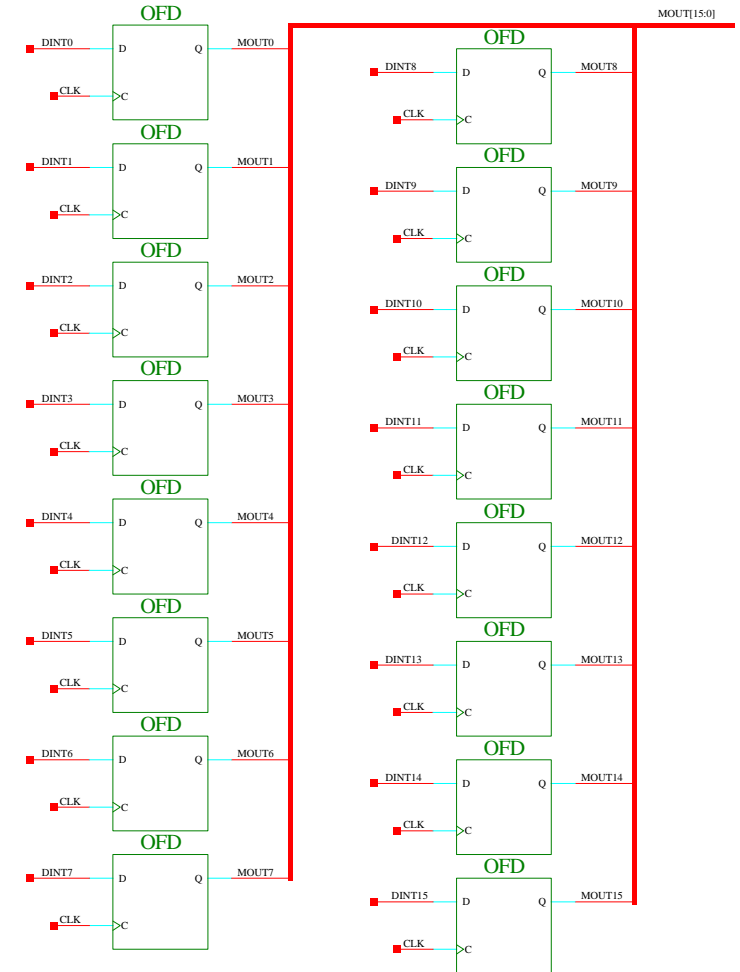 MOUT[15:0]
OFD
DINT0 D Q MOUT0
CLK C
OFD
DINT1 D Q MOUT1
CLK C
OFD
DINT2 D Q MOUT2
CLK C
OFD
DINT3 D Q MOUT3
CLK C
OFD
DINT4 D Q MOUT4
CLK C
OFD
DINT5 D Q MOUT5
CLK C
OFD
DINT6 D Q MOUT6
CLK C
OFD
DINT7 D Q MOUT7
CLK C
OFD
DINT8 D Q MOUT8
CLK C
OFD
DINT9 D Q MOUT9
CLK C
OFD
DINT10 D Q MOUT10
CLK C
OFD
DINT11 D Q MOUT11
CLK C
OFD
DINT12 D Q MOUT12
CLK C
OFD
DINT13 D Q MOUT13
CLK C
OFD
DINT14 D Q MOUT14
CLK C
OFD
DINT15 D Q MOUT15
CLK C